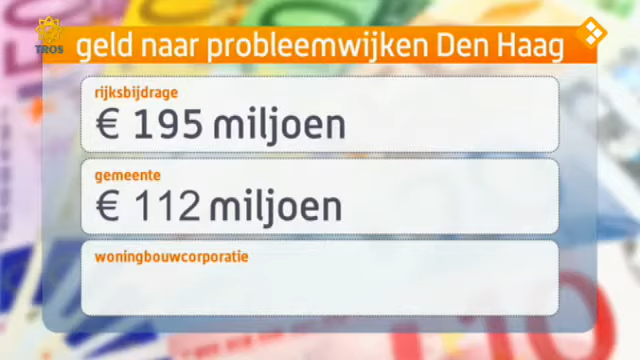 TROS
geld naar probleemwijken Den Haag
rijksbijdrage
€ 195 miljoen
gemeente
€ 112 miljoen
woningbouwcorporatie